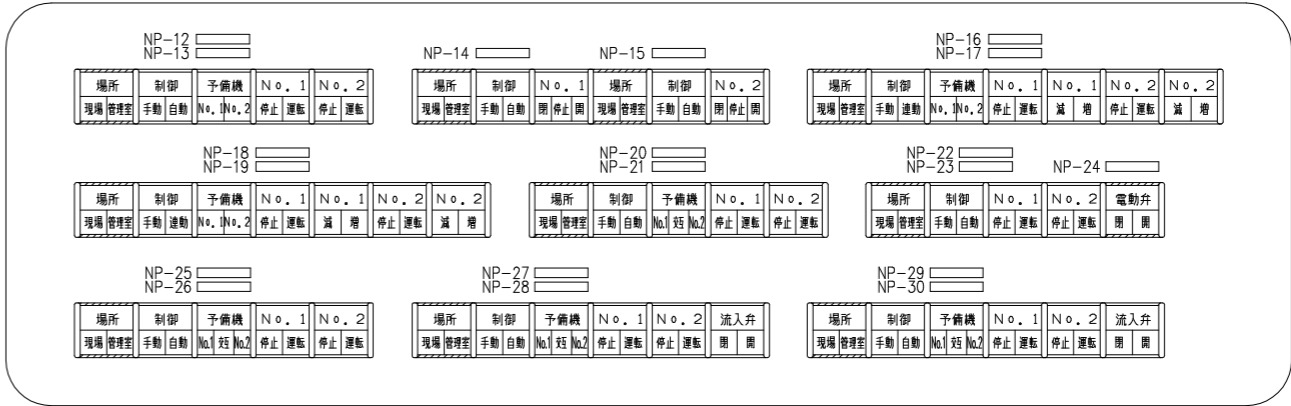 NP-12
NP-13
NP-14
NP-15
NP-16
NP-17
場所 制御 予備機 No. 1 No. 2
現場 管理室 手動 自動 No. 1 No. 2 停止 運転 停止 運転
場所 制御 No. 1 場所 制御 No. 2
現場 管理室 手動 自動 閉 停止 開 現場 管理室 手動 自動 閉 停止 開
場所 制御 予備機 No. 1 No. 1 No. 2 No. 2
現場 管理室 手動 連動 No. 1 No. 2 停止 運転 減 増 停止 運転 減 増
NP-18
NP-19
NP-20
NP-21
NP-22
NP-23
NP-24
場所 制御 予備機 No. 1 No. 1 No. 2 No. 2
現場 管理室 手動 連動 No. 1 No. 2 停止 運転 減 増 停止 運転 減 増
場所 制御 予備機 No. 1 No. 2
現場 管理室 手動 自動 No.1 交互 No.2 停止 運転 停止 運転
場所 制御 No. 1 No. 2 電動弁
現場 管理室 手動 自動 停止 運転 停止 運転 閉 開
NP-25
NP-26
NP-27
NP-28
NP-29
NP-30
場所 制御 予備機 No. 1 No. 2
現場 管理室 手動 自動 No.1 交互 No.2 停止 運転 停止 運転
場所 制御 予備機 No. 1 No. 2 流入弁
現場 管理室 手動 自動 No.1 交互 No.2 停止 運転 停止 運転 閉 開
場所 制御 予備機 No. 1 No. 2 流入弁
現場 管理室 手動 自動 No.1 交互 No.2 停止 運転 停止 運転 閉 開